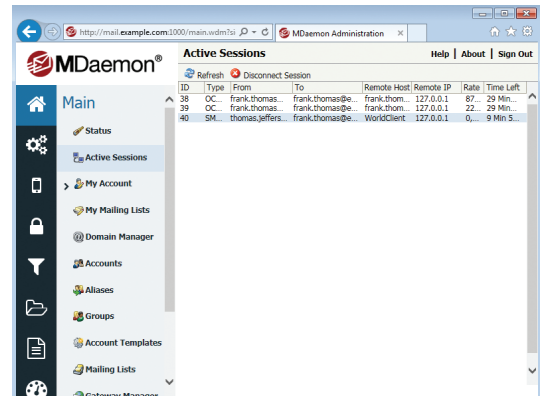 http://mail.example.com:1000/main.wdm?si
MDaemon Administration
MDaemon®
Active Sessions
Help | About | Sign Out
Refresh Disconnect Session
ID Type From To Remote Host Remote IP Rate Time Left
38 OC... frank.thomas... frank.thomas@e... frank.thom... 127.0.0.1 87... 29 Min...
39 OC... frank.thomas... frank.thomas@e... frank.thom... 127.0.0.1 22... 29 Min...
40 SM... thomas.jeffers... frank.thomas@e... WorldClient 127.0.0.1 0,... 9 Min 5...
Main
Status
Active Sessions
My Account
My Mailing Lists
Domain Manager
Accounts
Aliases
Groups
Account Templates
Mailing Lists
Gateway Manager